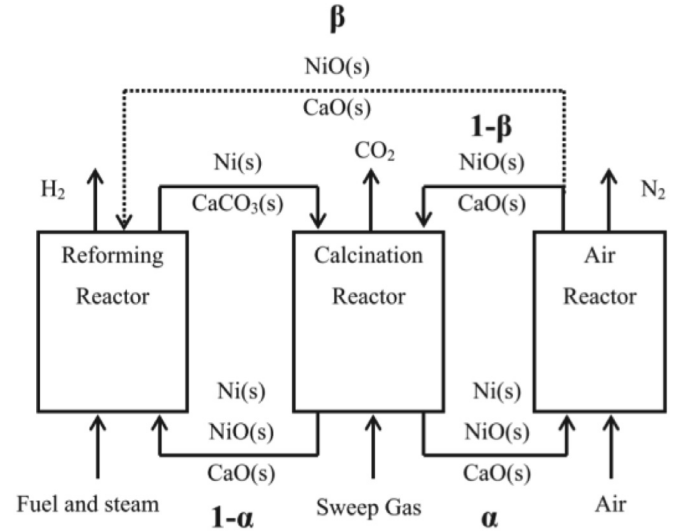 β
NiO(s)
CaO(s)
1-β
Ni(s)
CO₂
NiO(s)
H₂
CaCO₃(s)
CaO(s)
N₂
Reforming
Reactor
Calcination
Reactor
Air
Reactor
Ni(s)
NiO(s)
CaO(s)
Ni(s)
NiO(s)
CaO(s)
Fuel and steam
1-α
Sweep Gas
α
Air